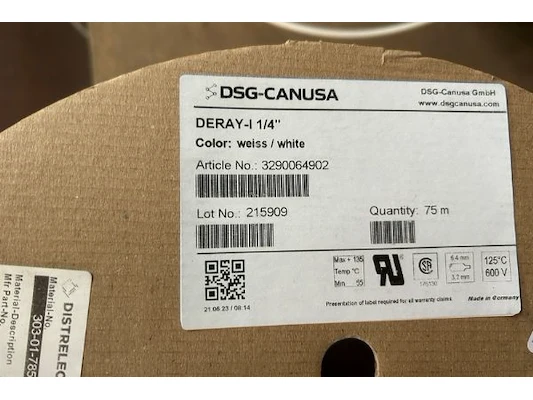 DSG-CANUSA
DSG-Canusa GmbH
www.dsgcanusa.com
DERAY-I 1/4"
Color: weiss / white
Article No.: 3290064902
Lot No.: 215909
Quantity: 75 m
Max + 135
Temp °C
Min - 55
6.4 mm
3.7 mm
125°C
600 V
21.06.23 / 08:14
Presentation of label required for all warranty claims
Made in Germany
DISTRELEC
Material-No.
303-01-785
Material-Description
Mfr Part-No.